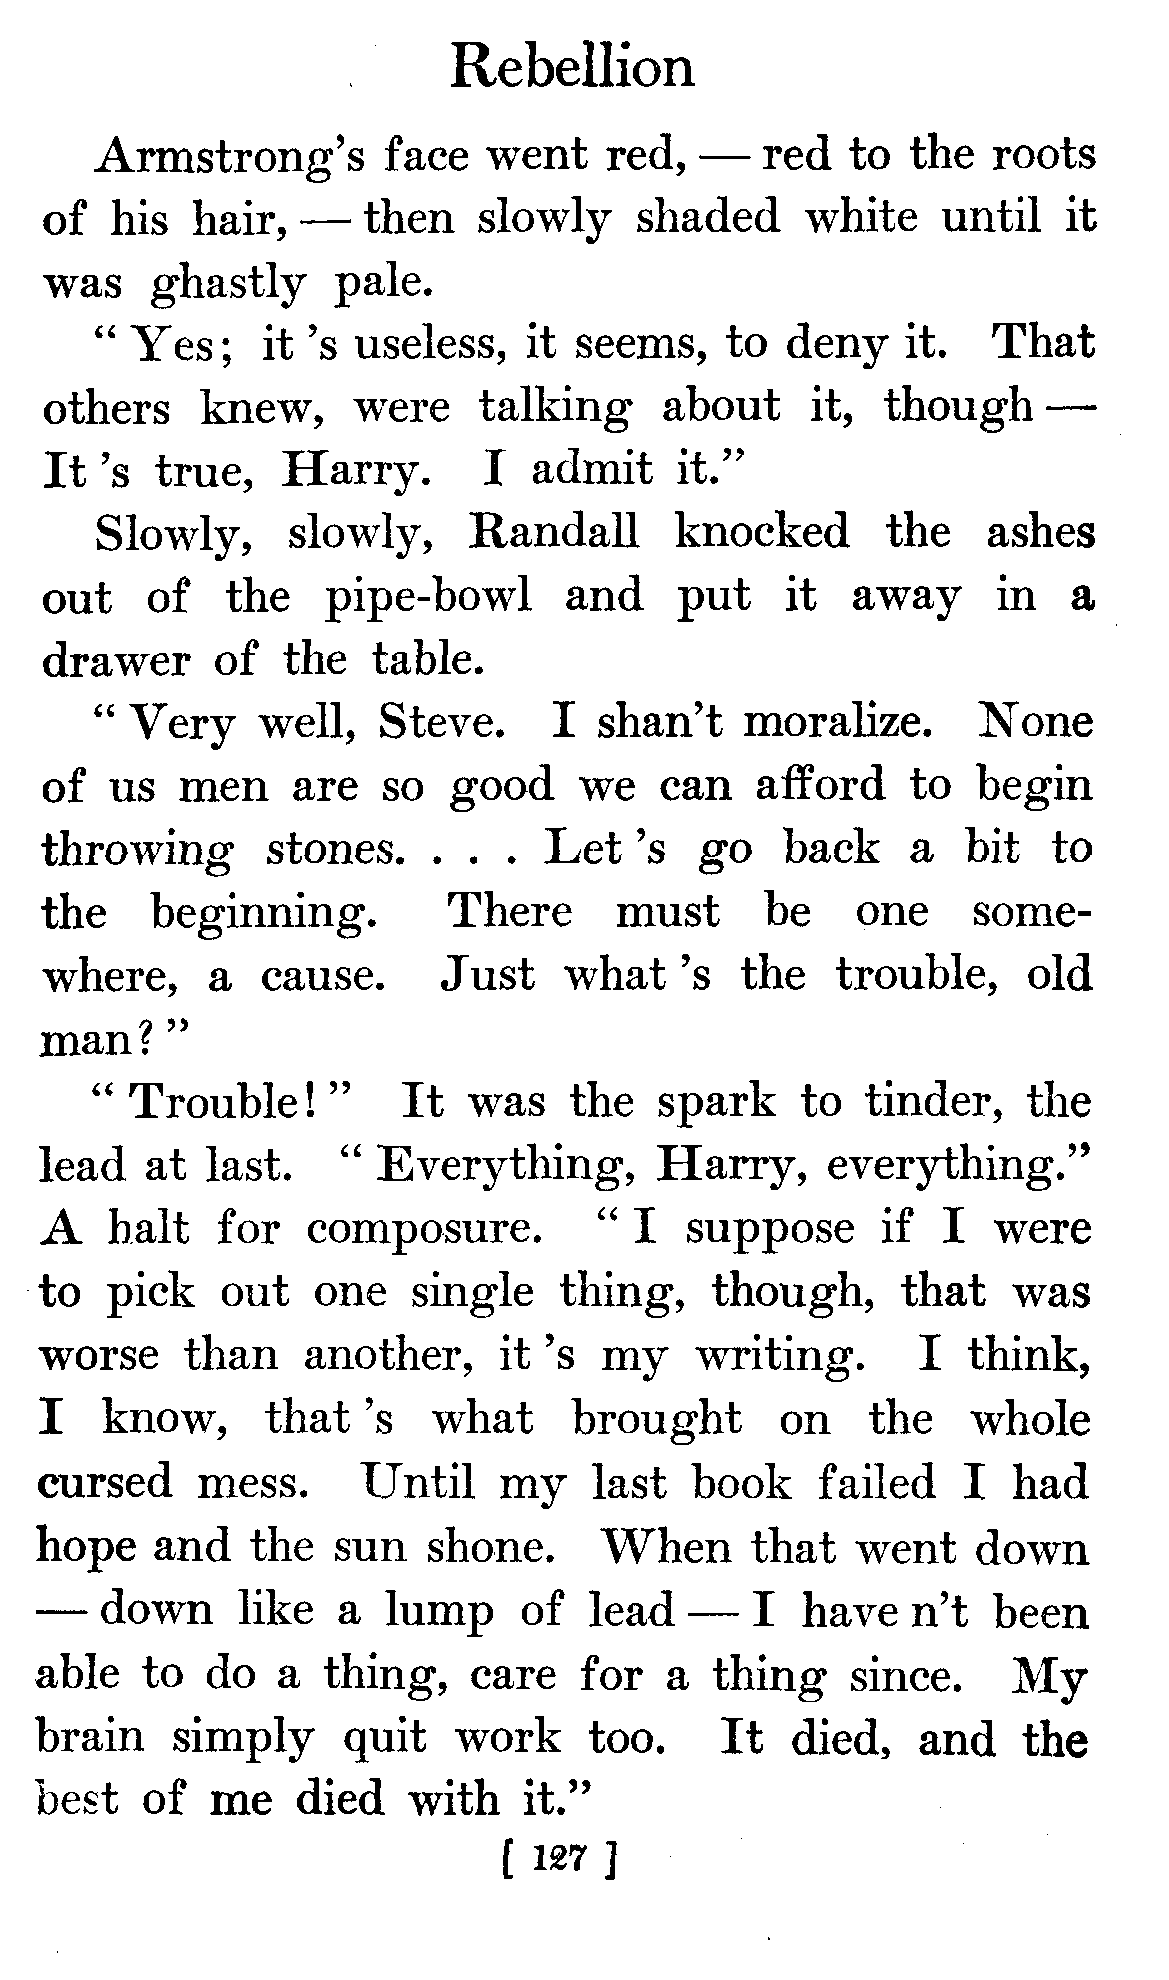 Rebellion
Armstrong's face went red, — red to the roots
of his hair, — then slowly shaded white until it
was ghastly pale.
" Yes; it 's useless, it seems, to deny it. That
others knew, were talking about it, though —
It 's true, Harry. I admit it."
Slowly, slowly, Randall knocked the ashes
out of the pipe-bowl and put it away in a
drawer of the table.
" Very well, Steve. I shan't moralize. None
of us men are so good we can afford to begin
throwing stones. . . . Let 's go back a bit to
the beginning. There must be one some-
where, a cause. Just what 's the trouble, old
man? "
" Trouble! " It was the spark to tinder, the
lead at last. " Everything, Harry, everything."
A halt for composure. " I suppose if I were
to pick out one single thing, though, that was
worse than another, it 's my writing. I think,
I know, that 's what brought on the whole
cursed mess. Until my last book failed I had
hope and the sun shone. When that went down
— down like a lump of lead — I have n't been
able to do a thing, care for a thing since. My
brain simply quit work too. It died, and the
best of me died with it."
[ 127 ]